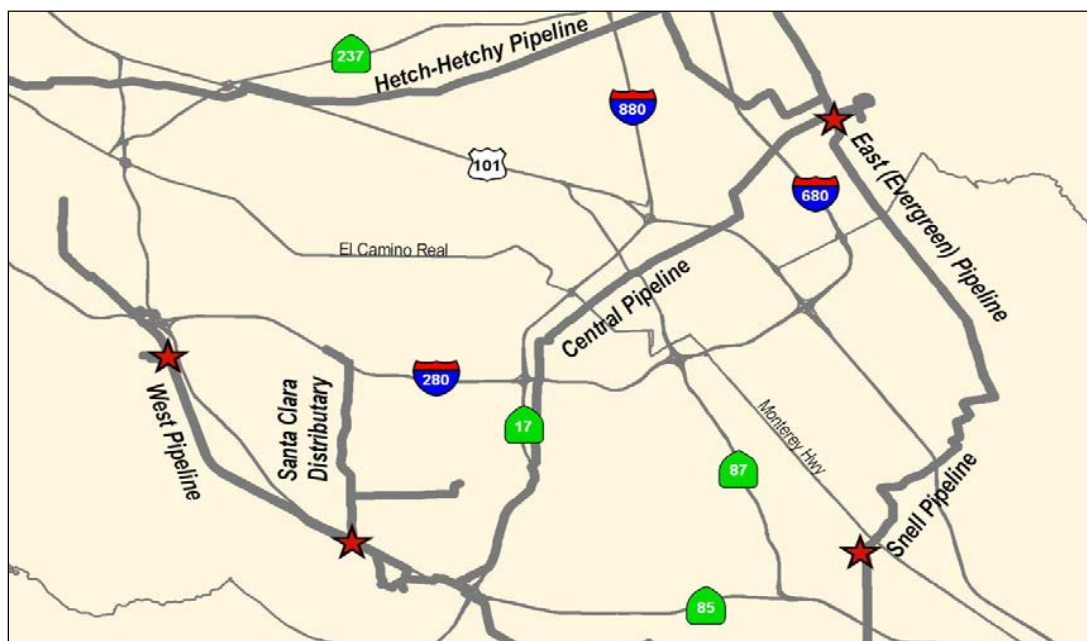 237
Hetch-Hetchy Pipeline
880
101
680
East (Evergreen) Pipeline
El Camino Real
Central Pipeline
280
West Pipeline
Santa Clara
Distributary
17
Monterey Hwy
87
Snell Pipeline
85